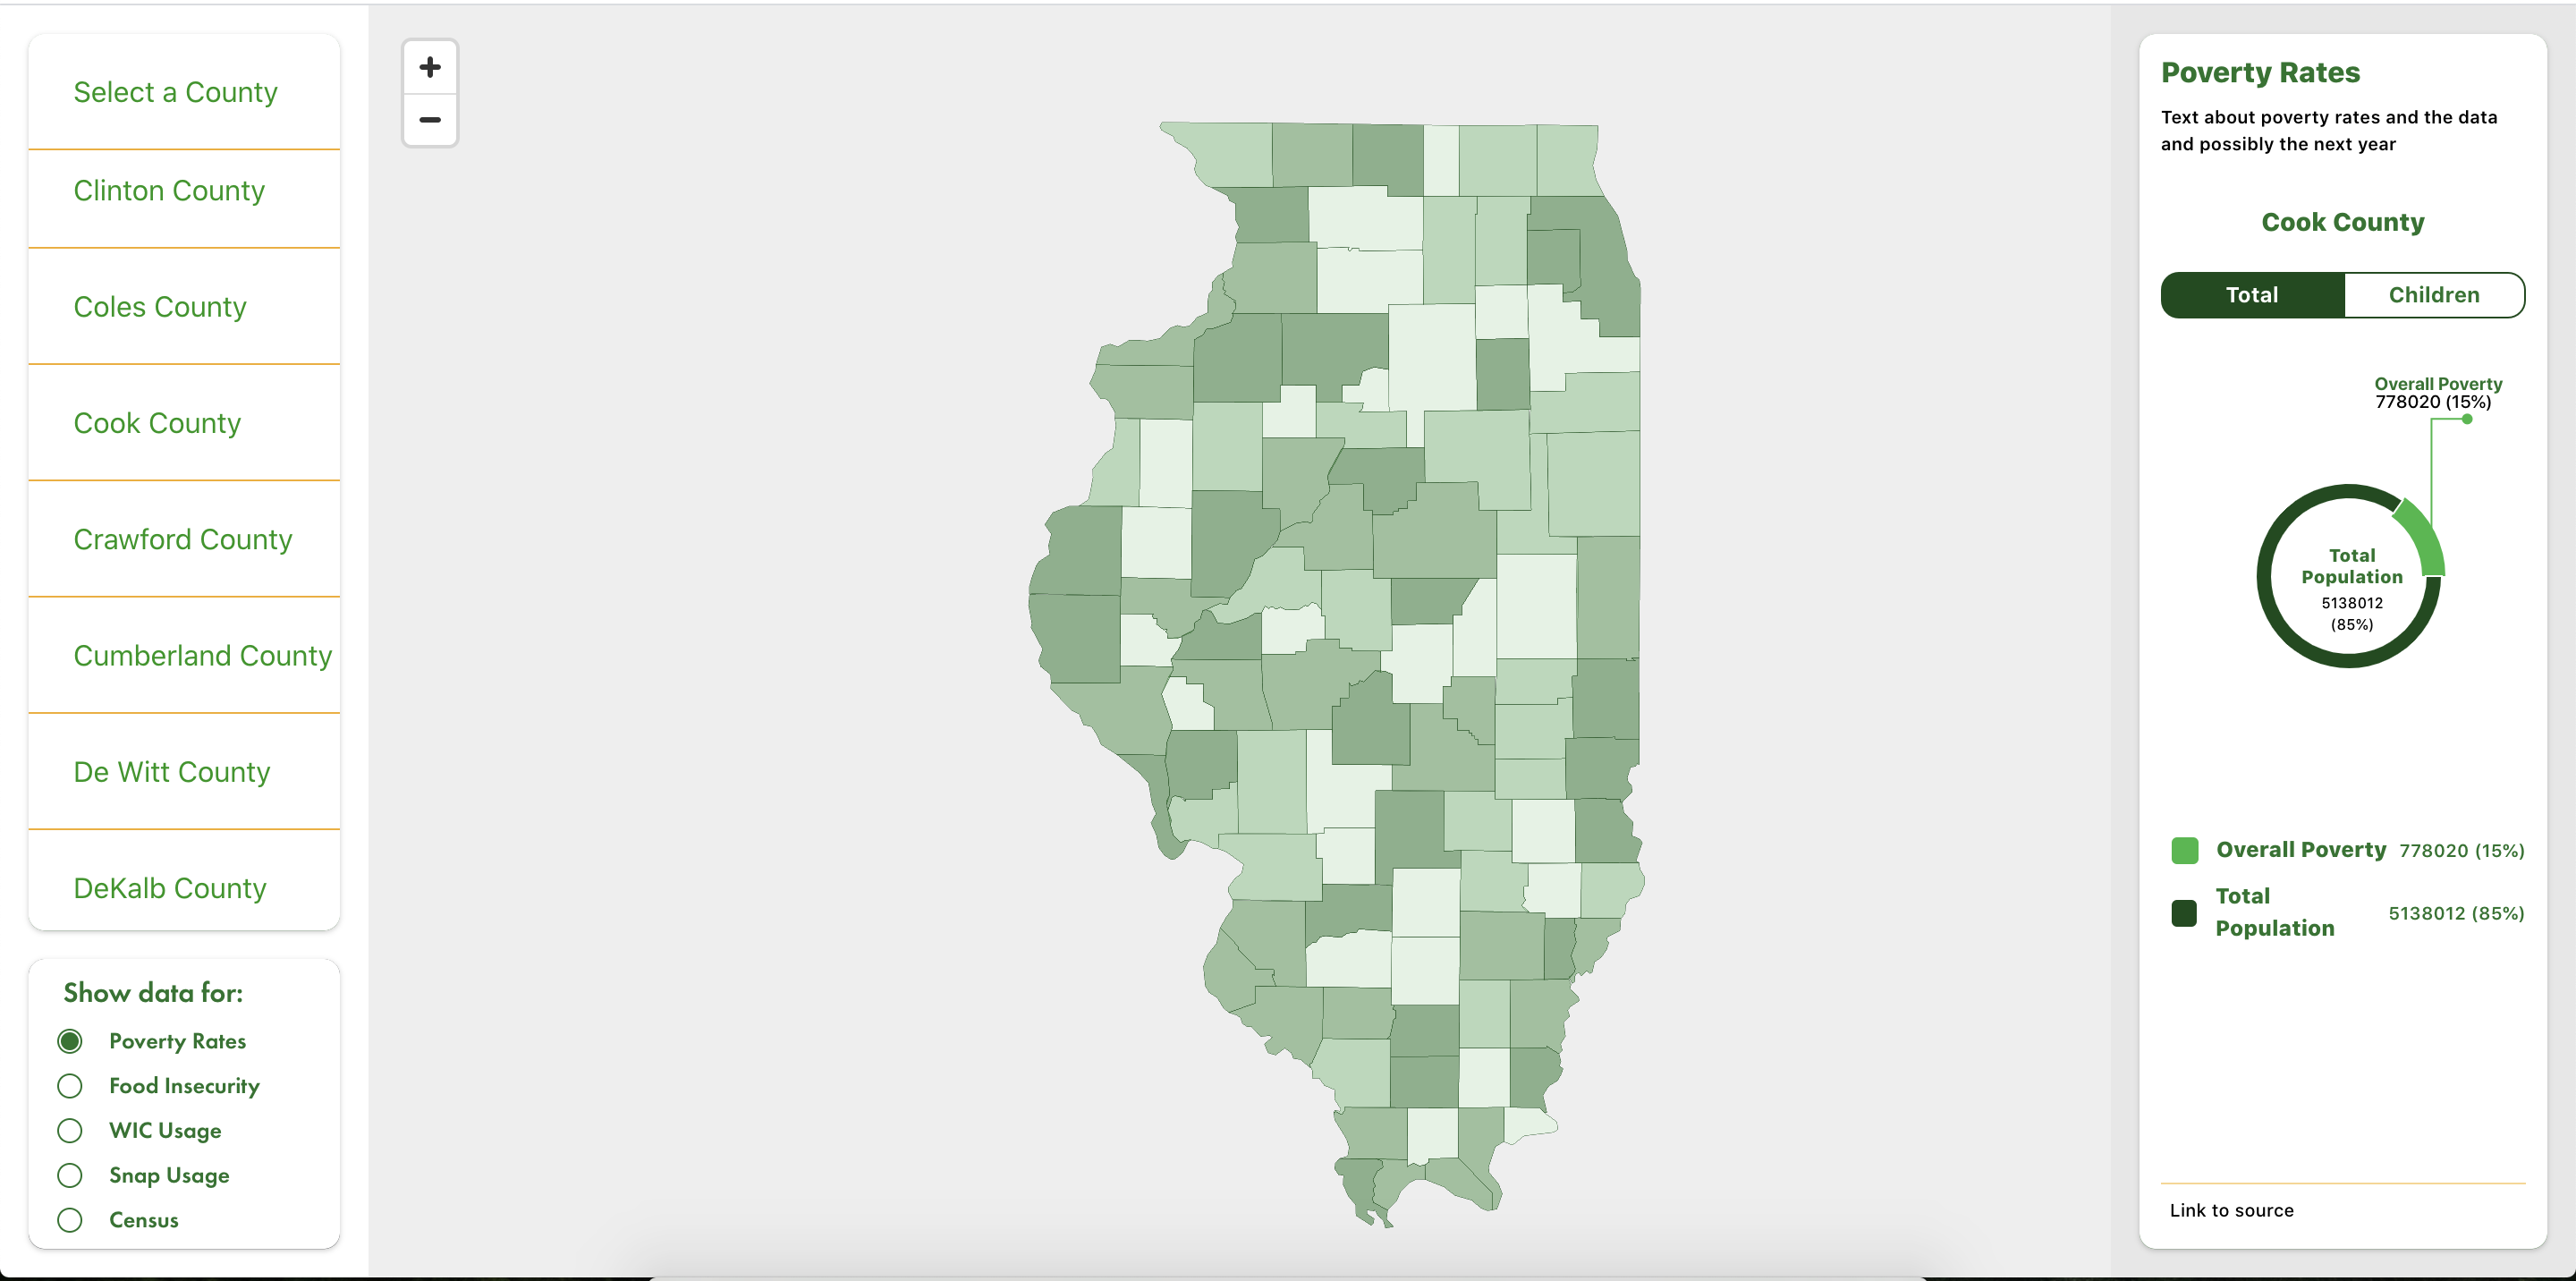 Select a County
Clinton County
Coles County
Cook County
Crawford County
Cumberland County
De Witt County
DeKalb County
Show data for:
Poverty Rates
Food Insecurity
WIC Usage
Snap Usage
Census
+
−
Poverty Rates
Text about poverty rates and the data
and possibly the next year
Cook County
Total Children
Overall Poverty
778020 (15%)
Total
Population
5138012
(85%)
Overall Poverty 778020 (15%)
Total
Population
5138012 (85%)
Link to source